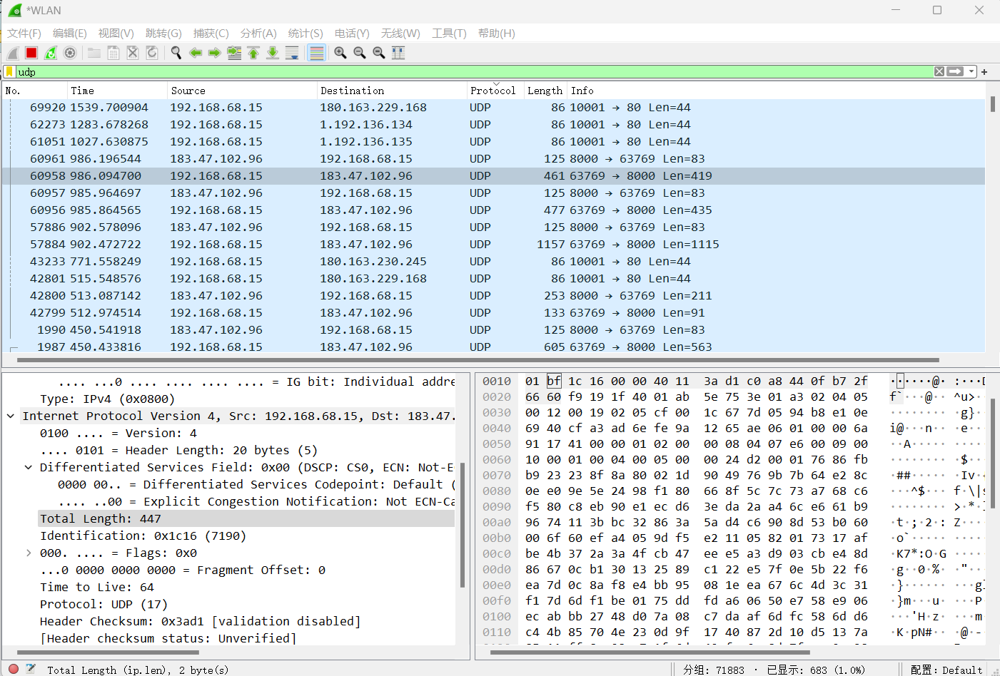 *WLAN
文件(F) 编辑(E) 视图(V) 跳转(G) 捕获(C) 分析(A) 统计(S) 电话(Y) 无线(W) 工具(T) 帮助(H)
udp
No. Time Source Destination Protocol Length Info
69920 1539.700904 192.168.68.15 180.163.229.168 UDP 86 10001 → 80 Len=44
62273 1283.678268 192.168.68.15 1.192.136.134 UDP 86 10001 → 80 Len=44
61051 1027.630875 192.168.68.15 1.192.136.135 UDP 86 10001 → 80 Len=44
60961 986.196544 183.47.102.96 192.168.68.15 UDP 125 8000 → 63769 Len=83
60958 986.094700 192.168.68.15 183.47.102.96 UDP 461 63769 → 8000 Len=419
60957 985.964697 183.47.102.96 192.168.68.15 UDP 125 8000 → 63769 Len=83
60956 985.864565 192.168.68.15 183.47.102.96 UDP 477 63769 → 8000 Len=435
57886 902.578096 183.47.102.96 192.168.68.15 UDP 125 8000 → 63769 Len=83
57884 902.472722 192.168.68.15 183.47.102.96 UDP 1157 63769 → 8000 Len=1115
43233 771.558249 192.168.68.15 180.163.230.245 UDP 86 10001 → 80 Len=44
42801 515.548576 192.168.68.15 180.163.229.168 UDP 86 10001 → 80 Len=44
42800 513.087142 183.47.102.96 192.168.68.15 UDP 253 8000 → 63769 Len=211
42799 512.974514 192.168.68.15 183.47.102.96 UDP 133 63769 → 8000 Len=91
1990 450.541918 183.47.102.96 192.168.68.15 UDP 125 8000 → 63769 Len=83
1987 450.433816 192.168.68.15 183.47.102.96 UDP 605 63769 → 8000 Len=563
.... ...0 .... .... .... .... = IG bit: Individual addre
Type: IPv4 (0x0800)
Internet Protocol Version 4, Src: 192.168.68.15, Dst: 183.47.
0100 .... = Version: 4
.... 0101 = Header Length: 20 bytes (5)
Differentiated Services Field: 0x00 (DSCP: CS0, ECN: Not-E
0000 00.. = Differentiated Services Codepoint: Default (
.... ..00 = Explicit Congestion Notification: Not ECN-Ca
Total Length: 447
Identification: 0x1c16 (7190)
000. .... = Flags: 0x0
...0 0000 0000 0000 = Fragment Offset: 0
Time to Live: 64
Protocol: UDP (17)
Header Checksum: 0x3ad1 [validation disabled]
[Header checksum status: Unverified]
0010 01 bf 1c 16 00 00 40 11 3a d1 c0 a8 44 0f b7 2f ······@· :···D
0020 66 60 f9 19 1f 40 01 ab 5e 75 3e 01 a3 02 04 05 f`···@·· ^u>
0030 00 12 00 19 02 05 cf 00 1c 67 7d 05 94 b8 e1 0e ········ ·g}·
0040 69 40 cf a3 ad 6e fe 9a 12 65 ae 06 01 00 00 6a i@···n·· ·e···
0050 91 17 41 00 00 01 02 00 00 08 04 07 e6 00 09 00 ··A····· ····
0060 10 00 01 00 04 00 05 00 00 24 d2 00 01 76 86 fb ········ ·$··
0070 b9 23 23 8f 8a 80 02 1d 90 49 76 9b 7b 64 e2 8c ·##····· ·Iv·{
0080 0e e0 9e 5e 24 98 f1 80 66 8f 5c 7c 73 a7 68 c6 ···^$··· f·\|s
0090 f5 80 c8 eb 90 e1 ec d6 3e da 2a a4 6c e6 61 b9 ········ >·*·l
00a0 96 74 11 3b bc 32 86 3a 5a d4 c6 90 8d 53 b0 60 ·t·;·2·: Z····
00b0 00 6f 60 ef a4 05 9d f5 e2 11 05 82 01 73 17 af ·o`····· ····
00c0 be 4b 37 2a 3a 4f cb 47 ee e5 a3 d9 03 cb e4 8d ·K7*:O·G ·····
00d0 86 67 0c b1 30 13 25 89 c1 22 e5 7f 0e 5b 22 f6 ·g··0·%· ·"···
00e0 ea 7d 0c 8a f8 e4 bb 95 08 1e ea 67 6c 4d 3c 31 ·}······ ···gl
00f0 f1 7d 6d f1 be 01 75 dd fd a6 06 50 e7 58 e9 06 ·}m···u· ···P
0100 ec ab bb 27 48 d0 7a 08 c7 da af 6d fc 58 6d d6 ···'H·z· ···m
0110 c4 4b 85 70 4e 23 0d 9f 17 40 87 2d 10 d5 13 7a ·K·pN#·· ·@·-
Total Length (ip.len), 2 byte(s)
分组: 71883 · 已显示: 683 (1.0%)
配置: Default